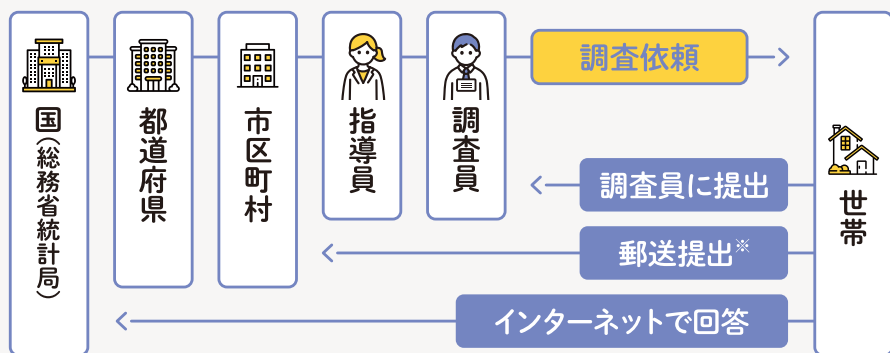 国(総務省統計局)
都道府県
市区町村
指導員
調査員
調査依頼
調査員に提出
郵送提出※
インターネットで回答
世帯